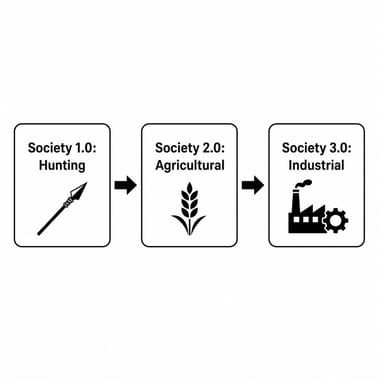 Society 1.0:
Hunting
Society 2.0:
Agricultural
Society 3.0:
Industrial